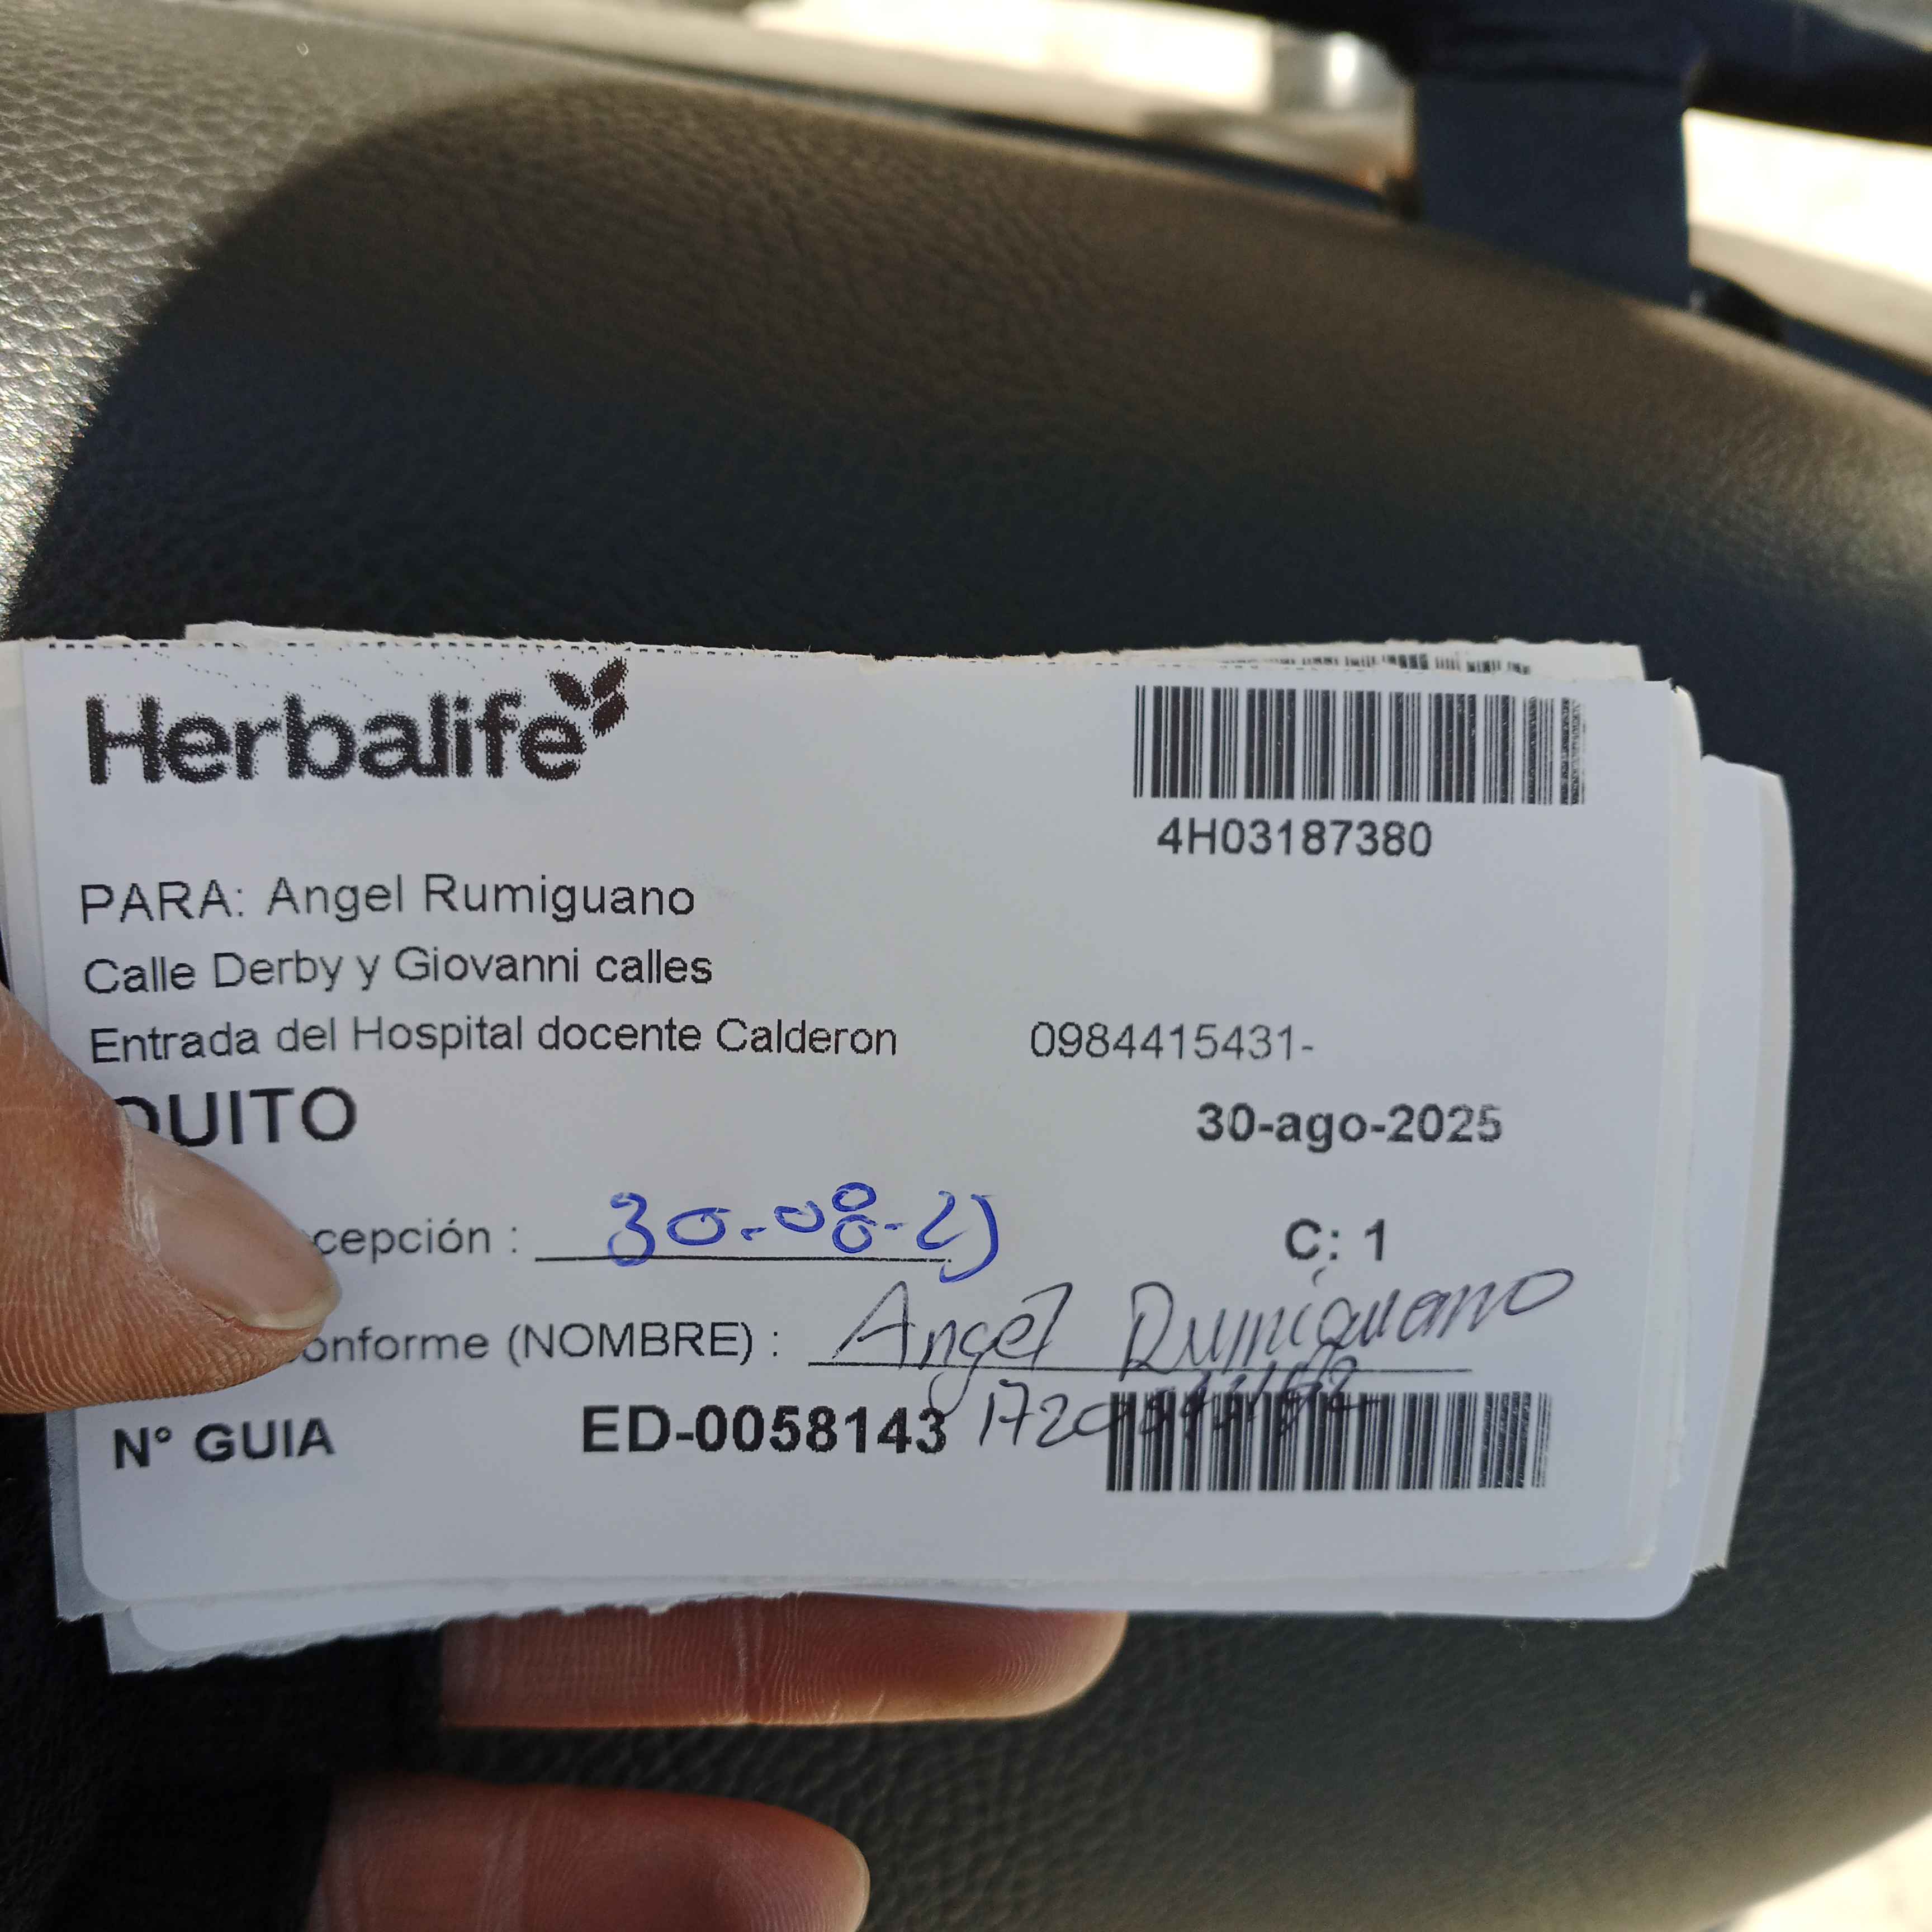 Herbalife
4H03187380
PARA: Angel Rumiguano
Calle Derby y Giovanni calles
Entrada del Hospital docente Calderon 0984415431-
QUITO 30-ago-2025
cepción : 30-08-25 C: 1
onforme (NOMBRE) : Angel Rumiguano
N° GUIA ED-0058143